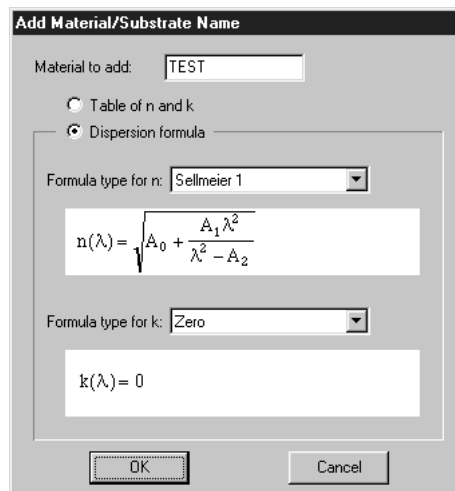 Add Material/Substrate Name
Material to add: TEST
Table of n and k
Dispersion formula
Formula type for n: Sellmeier 1
n(λ) = √(A₀ + A₁λ² / (λ² − A₂))
Formula type for k: Zero
k(λ) = 0
OK Cancel